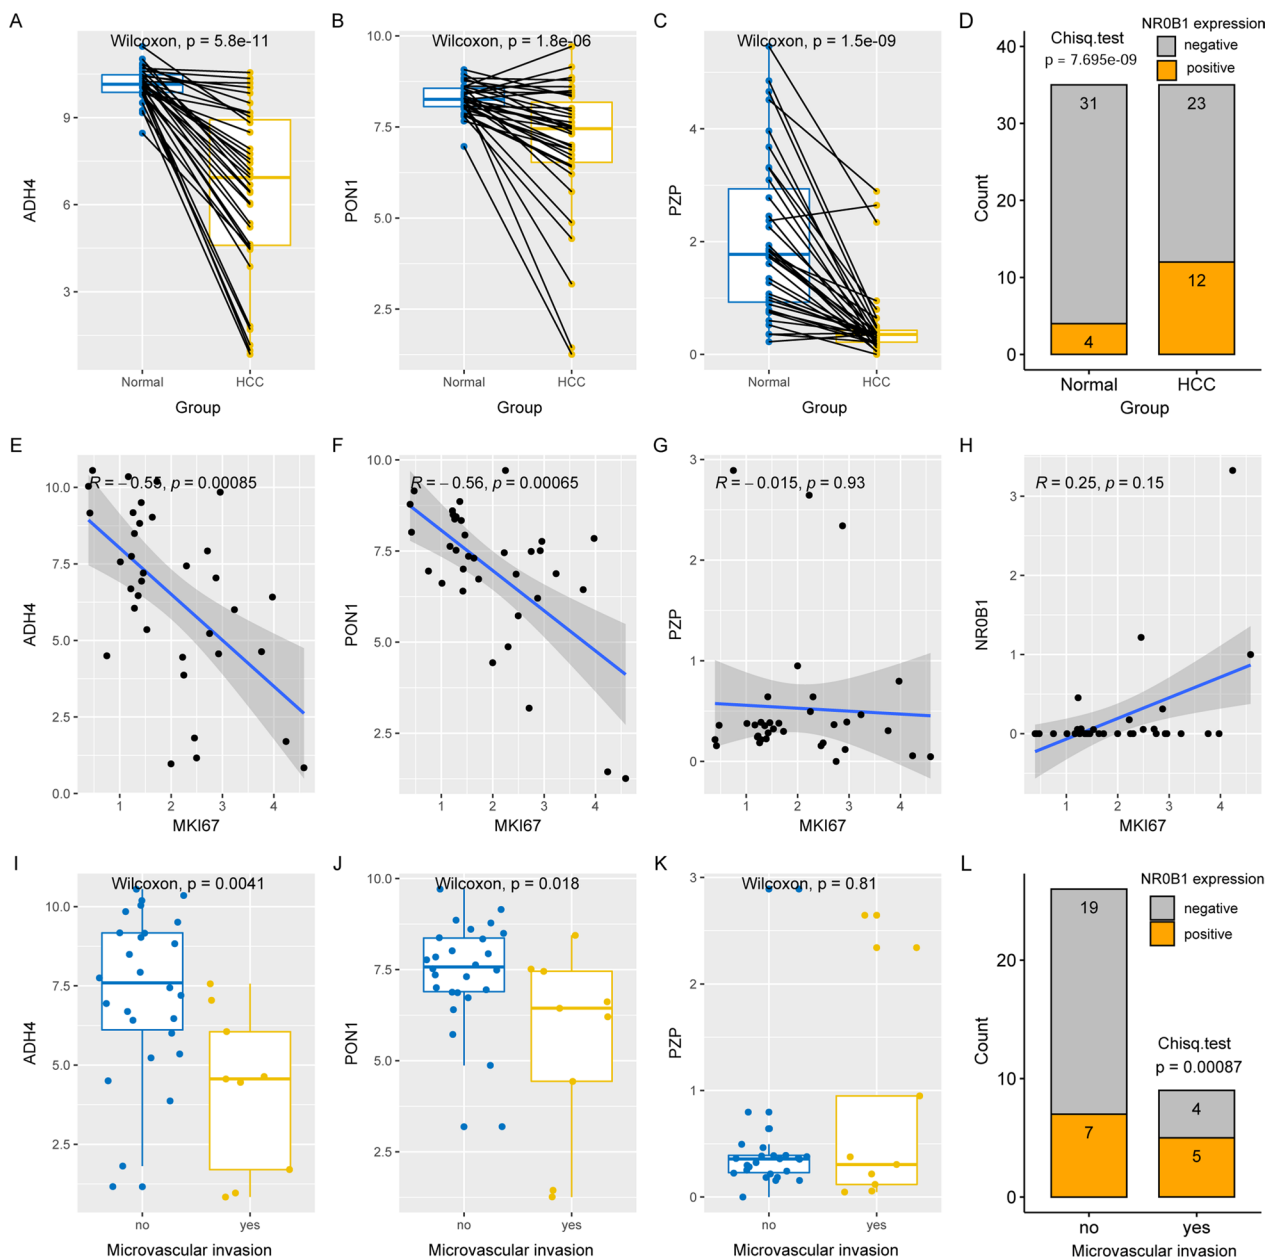 A
Wilcoxon, p = 5.8e-11
ADH4
9
6
3
Normal
HCC
Group
B
Wilcoxon, p = 1.8e-06
PON1
10.0
7.5
5.0
2.5
Normal
HCC
Group
C
Wilcoxon, p = 1.5e-09
PZP
4
2
0
Normal
HCC
Group
D
NR0B1 expression
negative
positive
Chisq.test
p = 7.695e-09
Count
40
30
20
10
0
31
4
23
12
Normal
HCC
Group
E
R = − 0.55, p = 0.00085
ADH4
10.0
7.5
5.0
2.5
0.0
1
2
3
4
MKI67
F
R = − 0.56, p = 0.00065
PON1
10.0
7.5
5.0
2.5
1
2
3
4
MKI67
G
R = − 0.015, p = 0.93
PZP
3
2
1
0
1
2
3
4
MKI67
H
R = 0.25, p = 0.15
NR0B1
3
2
1
0
1
2
3
4
MKI67
I
Wilcoxon, p = 0.0041
ADH4
10.0
7.5
5.0
2.5
no
yes
Microvascular invasion
J
Wilcoxon, p = 0.018
PON1
10.0
7.5
5.0
2.5
no
yes
Microvascular invasion
K
Wilcoxon, p = 0.81
PZP
3
2
1
0
no
yes
Microvascular invasion
L
NR0B1 expression
negative
positive
Chisq.test
p = 0.00087
Count
20
10
0
19
7
4
5
no
yes
Microvascular invasion